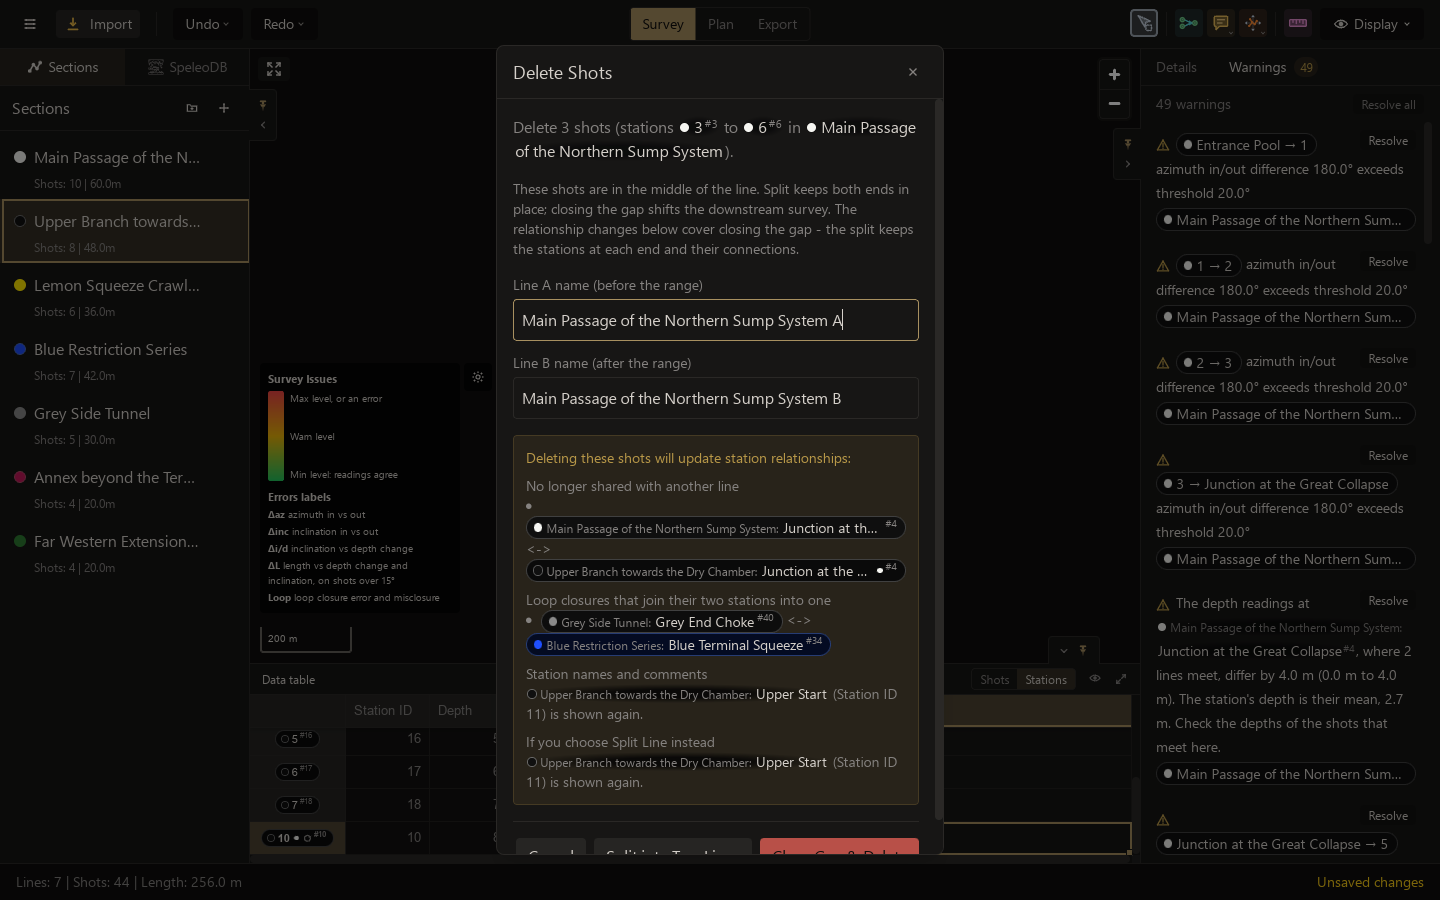 Import
Undo
Redo
Survey
Plan
Export
Display
Sections
SpeleoDB
Sections
Main Passage of the N...
Shots: 10 | 60.0m
Upper Branch towards...
Shots: 8 | 48.0m
Lemon Squeeze Crawl...
Shots: 6 | 36.0m
Blue Restriction Series
Shots: 7 | 42.0m
Grey Side Tunnel
Shots: 5 | 30.0m
Annex beyond the Ter...
Shots: 4 | 20.0m
Far Western Extension...
Shots: 4 | 20.0m
Survey Issues
Max level, or an error
Warn level
Min level: readings agree
Errors labels
Δaz azimuth in vs out
Δinc inclination in vs out
Δi/d inclination vs depth change
ΔL length vs depth change and
inclination, on shots over 15°
Loop loop closure error and misclosure
200 m
Data table
Shots
Stations
Station ID
Depth
5 #16
16
6 #17
17
7 #18
18
10 #10
10
Delete Shots
Delete 3 shots (stations 3 #3 to 6 #6 in Main Passage
of the Northern Sump System).
These shots are in the middle of the line. Split keeps both ends in
place; closing the gap shifts the downstream survey. The
relationship changes below cover closing the gap - the split keeps
the stations at each end and their connections.
Line A name (before the range)
Main Passage of the Northern Sump System A
Line B name (after the range)
Main Passage of the Northern Sump System B
Deleting these shots will update station relationships:
No longer shared with another line
Main Passage of the Northern Sump System: Junction at th... #4
<->
Upper Branch towards the Dry Chamber: Junction at the ... #4
Loop closures that join their two stations into one
Grey Side Tunnel: Grey End Choke #40 <->
Blue Restriction Series: Blue Terminal Squeeze #34
Station names and comments
Upper Branch towards the Dry Chamber: Upper Start (Station ID
11) is shown again.
If you choose Split Line instead
Upper Branch towards the Dry Chamber: Upper Start (Station ID
11) is shown again.
Details
Warnings 49
49 warnings
Resolve all
Entrance Pool → 1
Resolve
azimuth in/out difference 180.0° exceeds
threshold 20.0°
Main Passage of the Northern Sum...
1 → 2 azimuth in/out
Resolve
difference 180.0° exceeds threshold 20.0°
Main Passage of the Northern Sum...
2 → 3 azimuth in/out
Resolve
difference 180.0° exceeds threshold 20.0°
Main Passage of the Northern Sum...
Resolve
3 → Junction at the Great Collapse
azimuth in/out difference 180.0° exceeds
threshold 20.0°
Main Passage of the Northern Sum...
The depth readings at
Resolve
Main Passage of the Northern Sump System:
Junction at the Great Collapse #4, where 2
lines meet, differ by 4.0 m (0.0 m to 4.0
m). The station's depth is their mean, 2.7
m. Check the depths of the shots that
meet here.
Main Passage of the Northern Sum...
Resolve
Junction at the Great Collapse → 5
Lines: 7 | Shots: 44 | Length: 256.0 m
Unsaved changes